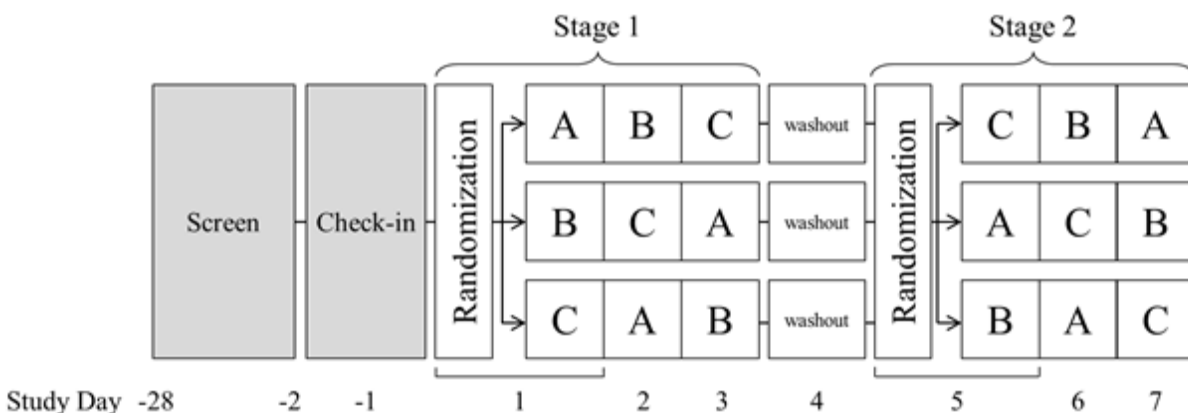 Stage 1 Stage 2
Screen
Check-in
Randomization
A B C washout
B C A washout
C A B washout
Randomization
C B A
A C B
B A C
Study Day -28 -2 -1 1 2 3 4 5 6 7